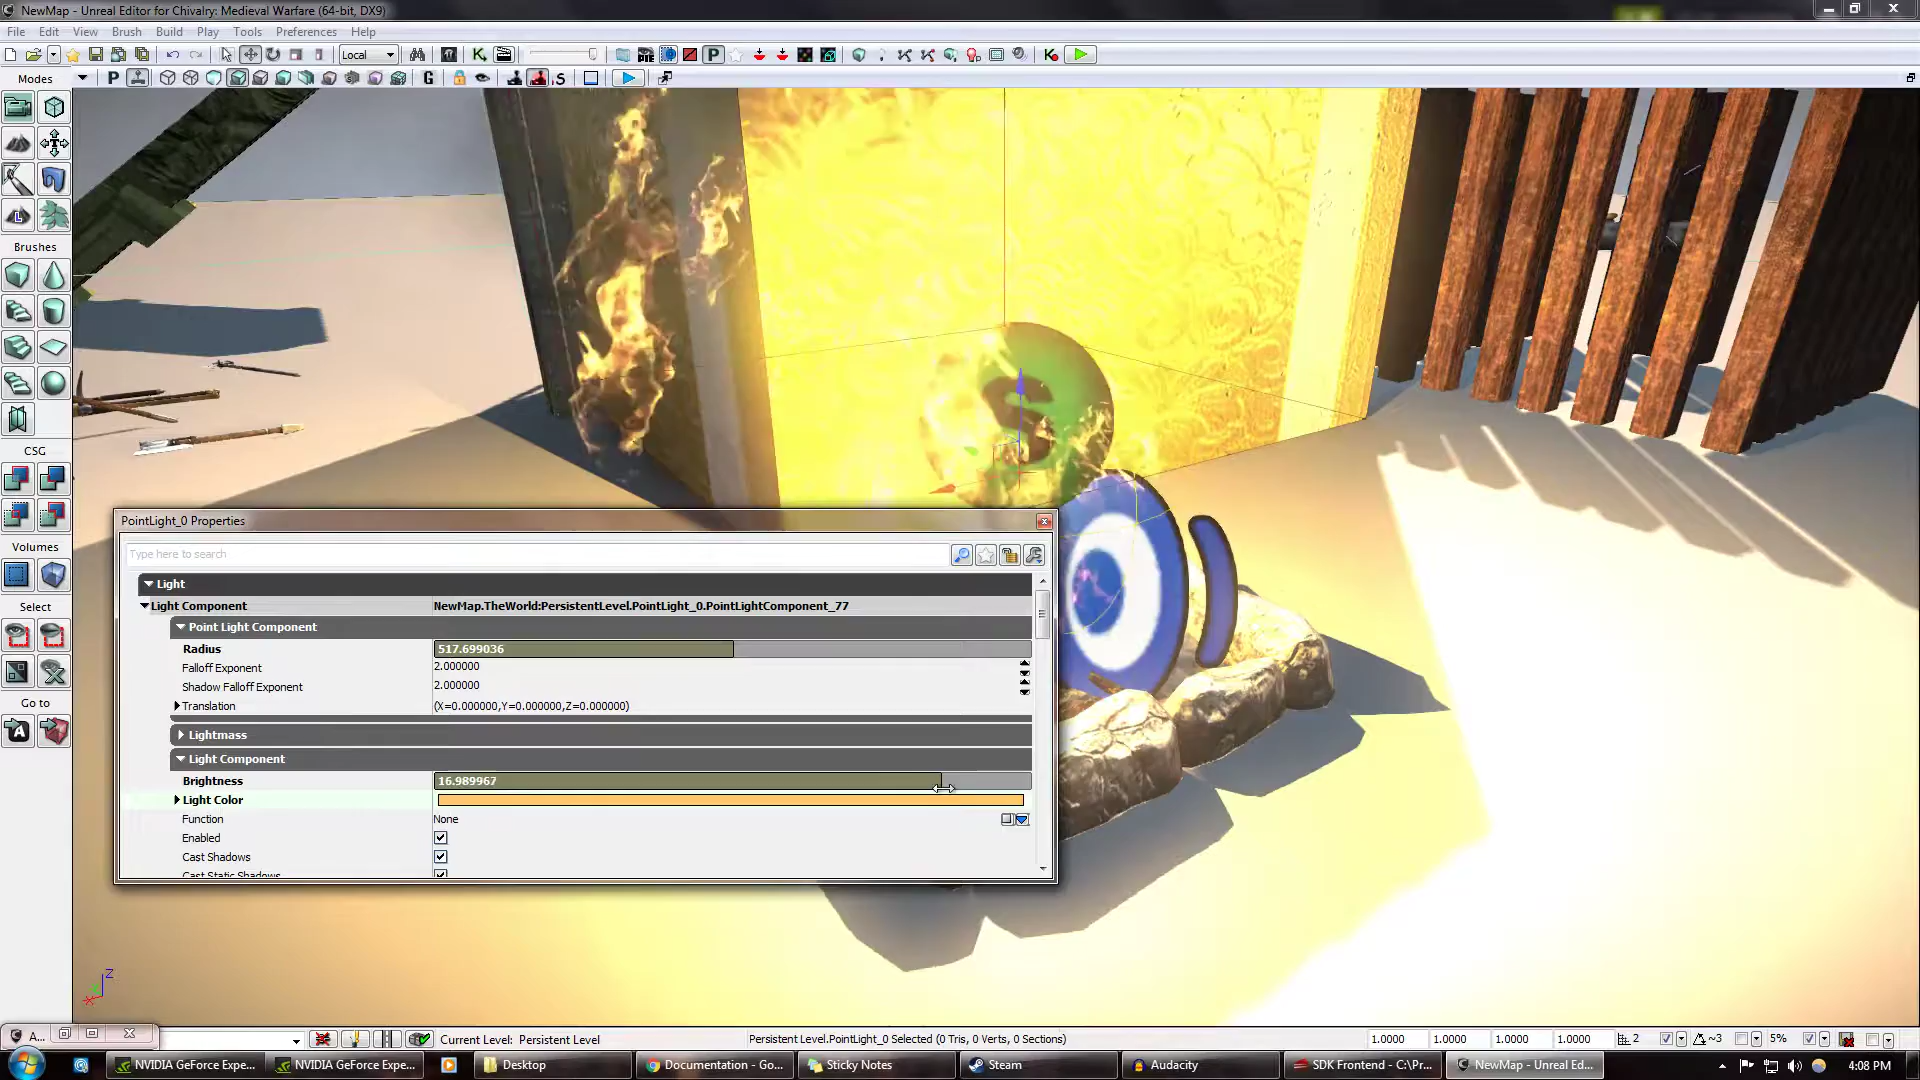 NewMap - Unreal Editor for Chivalry: Medieval Warfare (64-bit, DX9)
File Edit View Brush Build Play Tools Preferences Help
Local
Modes
P
G
S
Brushes
CSG
Volumes
Select
Go to
PointLight_0 Properties
Type here to search
Light
Light Component NewMap.TheWorld:PersistentLevel.PointLight_0.PointLightComponent_77
Point Light Component
Radius 517.699036
Falloff Exponent 2.000000
Shadow Falloff Exponent 2.000000
Translation (X=0.000000,Y=0.000000,Z=0.000000)
Lightmass
Light Component
Brightness 16.989967
Light Color
Function None
Enabled
Cast Shadows
Cast Static Shadows
Z
A...
Current Level: Persistent Level
Persistent Level.PointLight_0 Selected (0 Tris, 0 Verts, 0 Sections)
1.0000 1.0000 1.0000 1.0000 2 ~3 5%
NVIDIA GeForce Expe... NVIDIA GeForce Expe... Desktop Documentation - Go... Sticky Notes Steam Audacity SDK Frontend - C:\Pr... NewMap - Unreal Ed... 4:08 PM